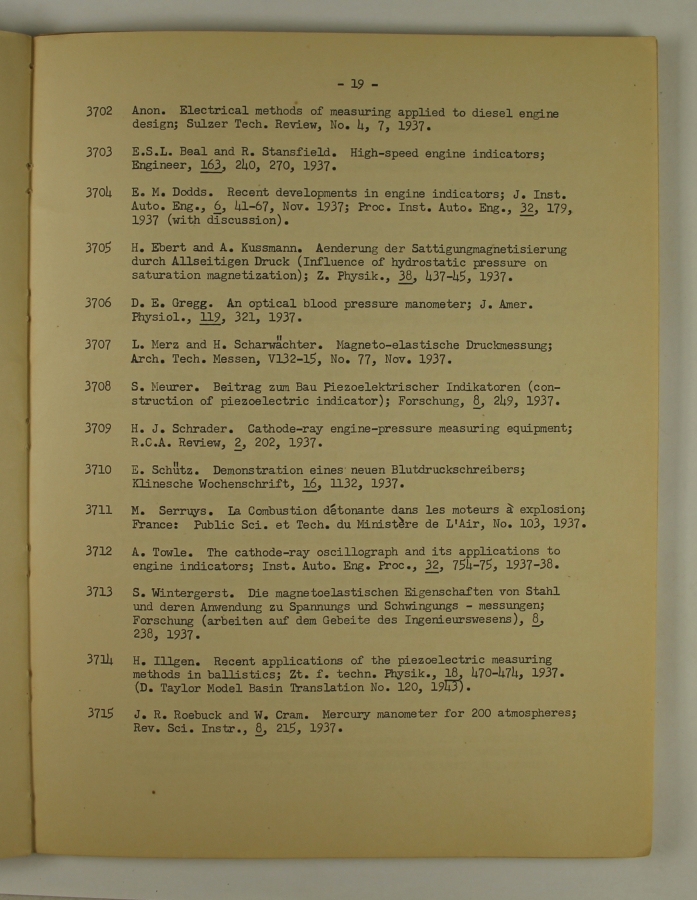 - 19 -
3702 Anon. Electrical methods of measuring applied to diesel engine
design; Sulzer Tech. Review, No. 4, 7, 1937.
3703 E.S.L. Beal and R. Stansfield. High-speed engine indicators;
Engineer, 163, 240, 270, 1937.
3704 E. M. Dodds. Recent developments in engine indicators; J. Inst.
Auto. Eng., 6, 41-67, Nov. 1937; Proc. Inst. Auto. Eng., 32, 179,
1937 (with discussion).
3705 H. Ebert and A. Kussmann. Aenderung der Sattigungmagnetisierung
durch Allseitigen Druck (Influence of hydrostatic pressure on
saturation magnetization); Z. Physik., 38, 437-45, 1937.
3706 D. E. Gregg. An optical blood pressure manometer; J. Amer.
Physiol., 119, 321, 1937.
3707 L. Merz and H. Scharwächter. Magneto-elastische Druckmessung;
Arch. Tech. Messen, V132-15, No. 77, Nov. 1937.
3708 S. Meurer. Beitrag zum Bau Piezoelektrischer Indikatoren (con-
struction of piezoelectric indicator); Forschung, 8, 249, 1937.
3709 H. J. Schrader. Cathode-ray engine-pressure measuring equipment;
R.C.A. Review, 2, 202, 1937.
3710 E. Schütz. Demonstration eines neuen Blutdruckschreibers;
Klinesche Wochenschrift, 16, 1132, 1937.
3711 M. Serruys. La Combustion détonante dans les moteurs à explosion;
France: Public Sci. et Tech. du Ministère de L'Air, No. 103, 1937.
3712 A. Towle. The cathode-ray oscillograph and its applications to
engine indicators; Inst. Auto. Eng. Proc., 32, 754-75, 1937-38.
3713 S. Wintergerst. Die magnetoelastischen Eigenschaften von Stahl
und deren Anwendung zu Spannungs und Schwingungs - messungen;
Forschung (arbeiten auf dem Gebeite des Ingenieurswesens), 8,
238, 1937.
3714 H. Illgen. Recent applications of the piezoelectric measuring
methods in ballistics; Zt. f. techn. Physik., 18, 470-474, 1937.
(D. Taylor Model Basin Translation No. 120, 1943).
3715 J. R. Roebuck and W. Cram. Mercury manometer for 200 atmospheres;
Rev. Sci. Instr., 8, 215, 1937.